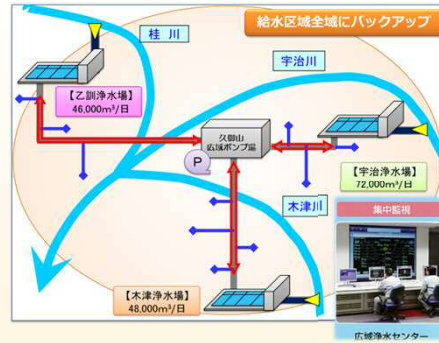 給水区域全域にバックアップ
桂 川
宇治川
【乙訓浄水場】
46,000m³/日
久御山
広域ポンプ場
P
【宇治浄水場】
72,000m³/日
木津川
集中監視
【木津浄水場】
48,000m³/日
広域浄水センター